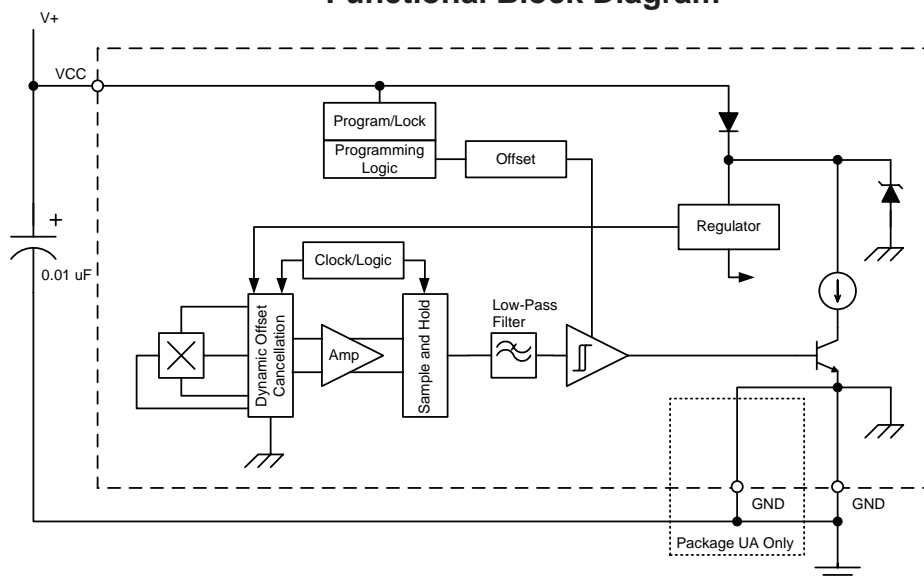 Functional Block Diagram
V+
VCC
Program/Lock
Programming
Logic
Offset
Regulator
+
0.01 uF
Clock/Logic
Dynamic Offset
Cancellation
Amp
Sample and Hold
Low-Pass
Filter
GND
GND
Package UA Only